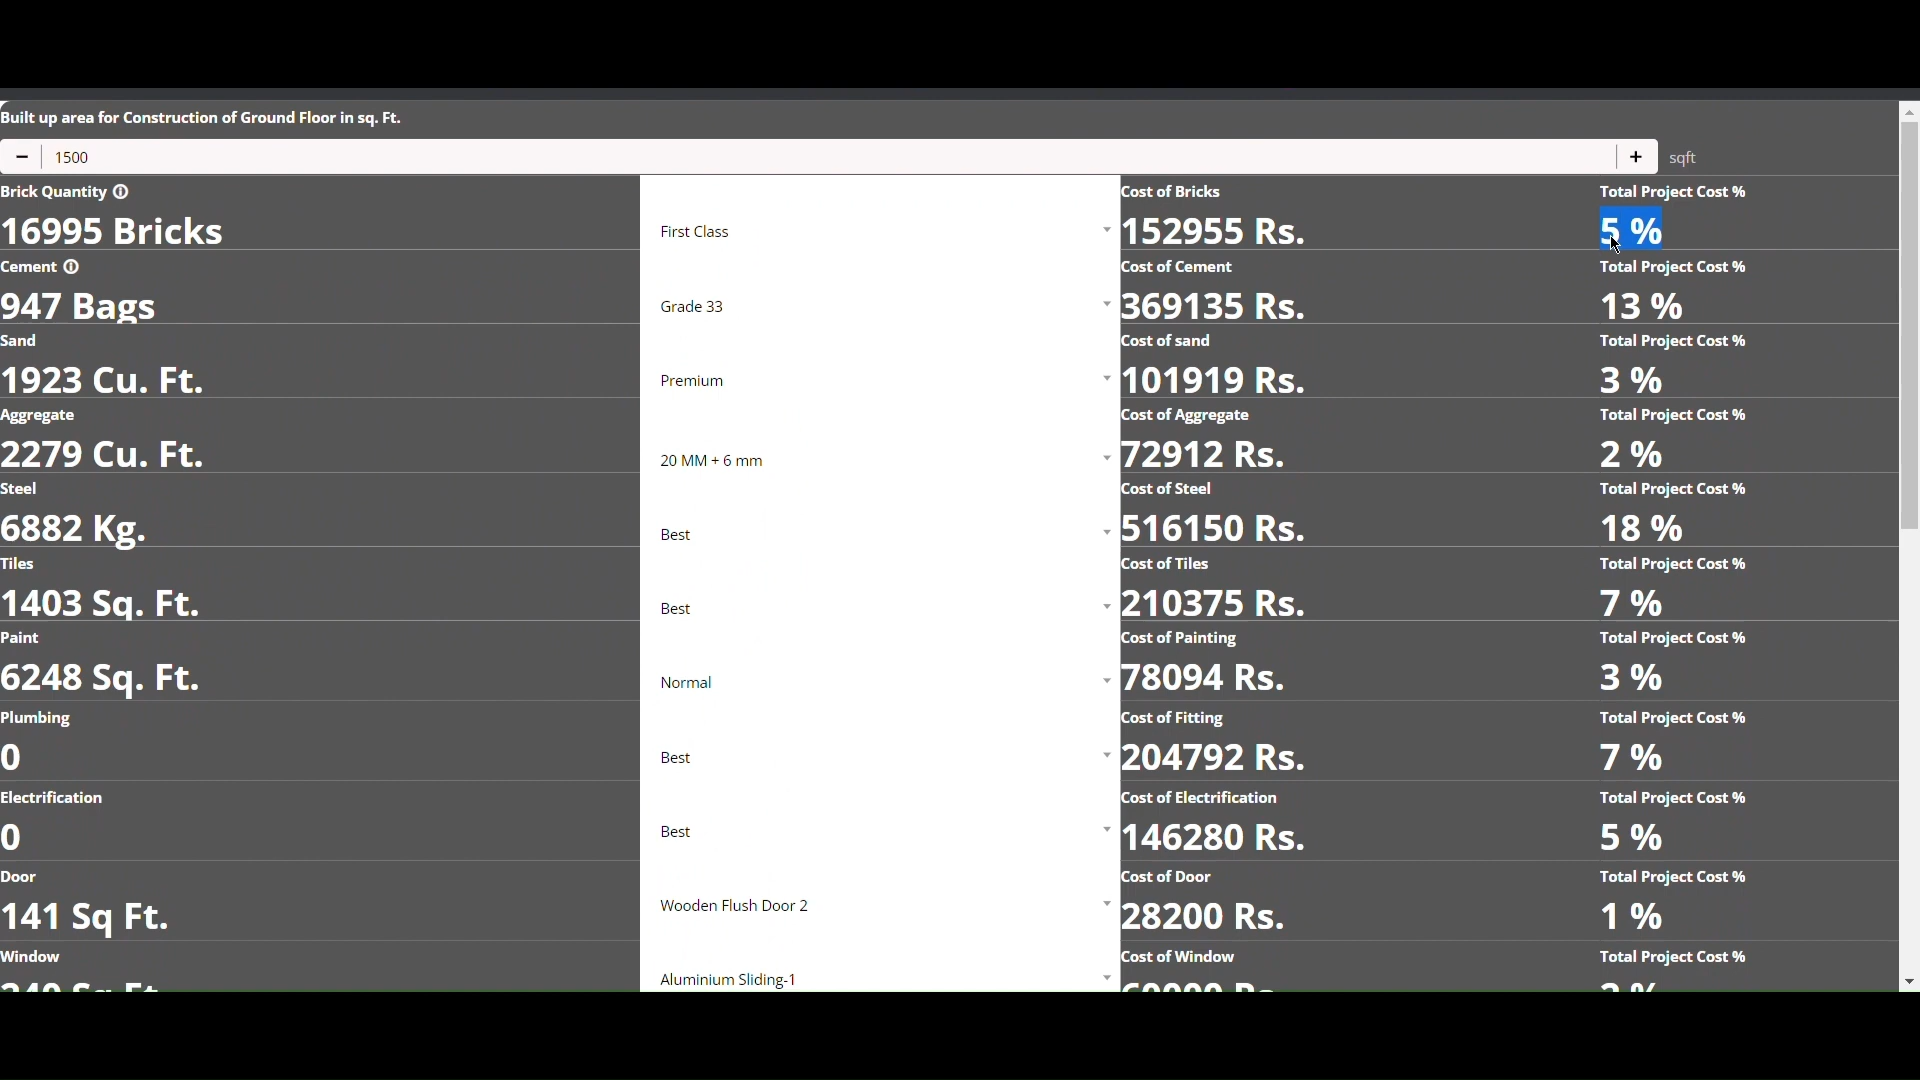 Built up area for Construction of Ground Floor in sq. Ft.
− 1500 + sqft
Brick Quantity Cost of Bricks Total Project Cost %
16995 Bricks First Class 152955 Rs. 5 %
Cement Cost of Cement Total Project Cost %
947 Bags Grade 33 369135 Rs. 13 %
Sand Cost of sand Total Project Cost %
1923 Cu. Ft. Premium 101919 Rs. 3 %
Aggregate Cost of Aggregate Total Project Cost %
2279 Cu. Ft. 20 MM + 6 mm 72912 Rs. 2 %
Steel Cost of Steel Total Project Cost %
6882 Kg. Best 516150 Rs. 18 %
Tiles Cost of Tiles Total Project Cost %
1403 Sq. Ft. Best 210375 Rs. 7 %
Paint Cost of Painting Total Project Cost %
6248 Sq. Ft. Normal 78094 Rs. 3 %
Plumbing Cost of Fitting Total Project Cost %
0 Best 204792 Rs. 7 %
Electrification Cost of Electrification Total Project Cost %
0 Best 146280 Rs. 5 %
Door Cost of Door Total Project Cost %
141 Sq Ft. Wooden Flush Door 2 28200 Rs. 1 %
Window Cost of Window Total Project Cost %
Aluminium Sliding-1